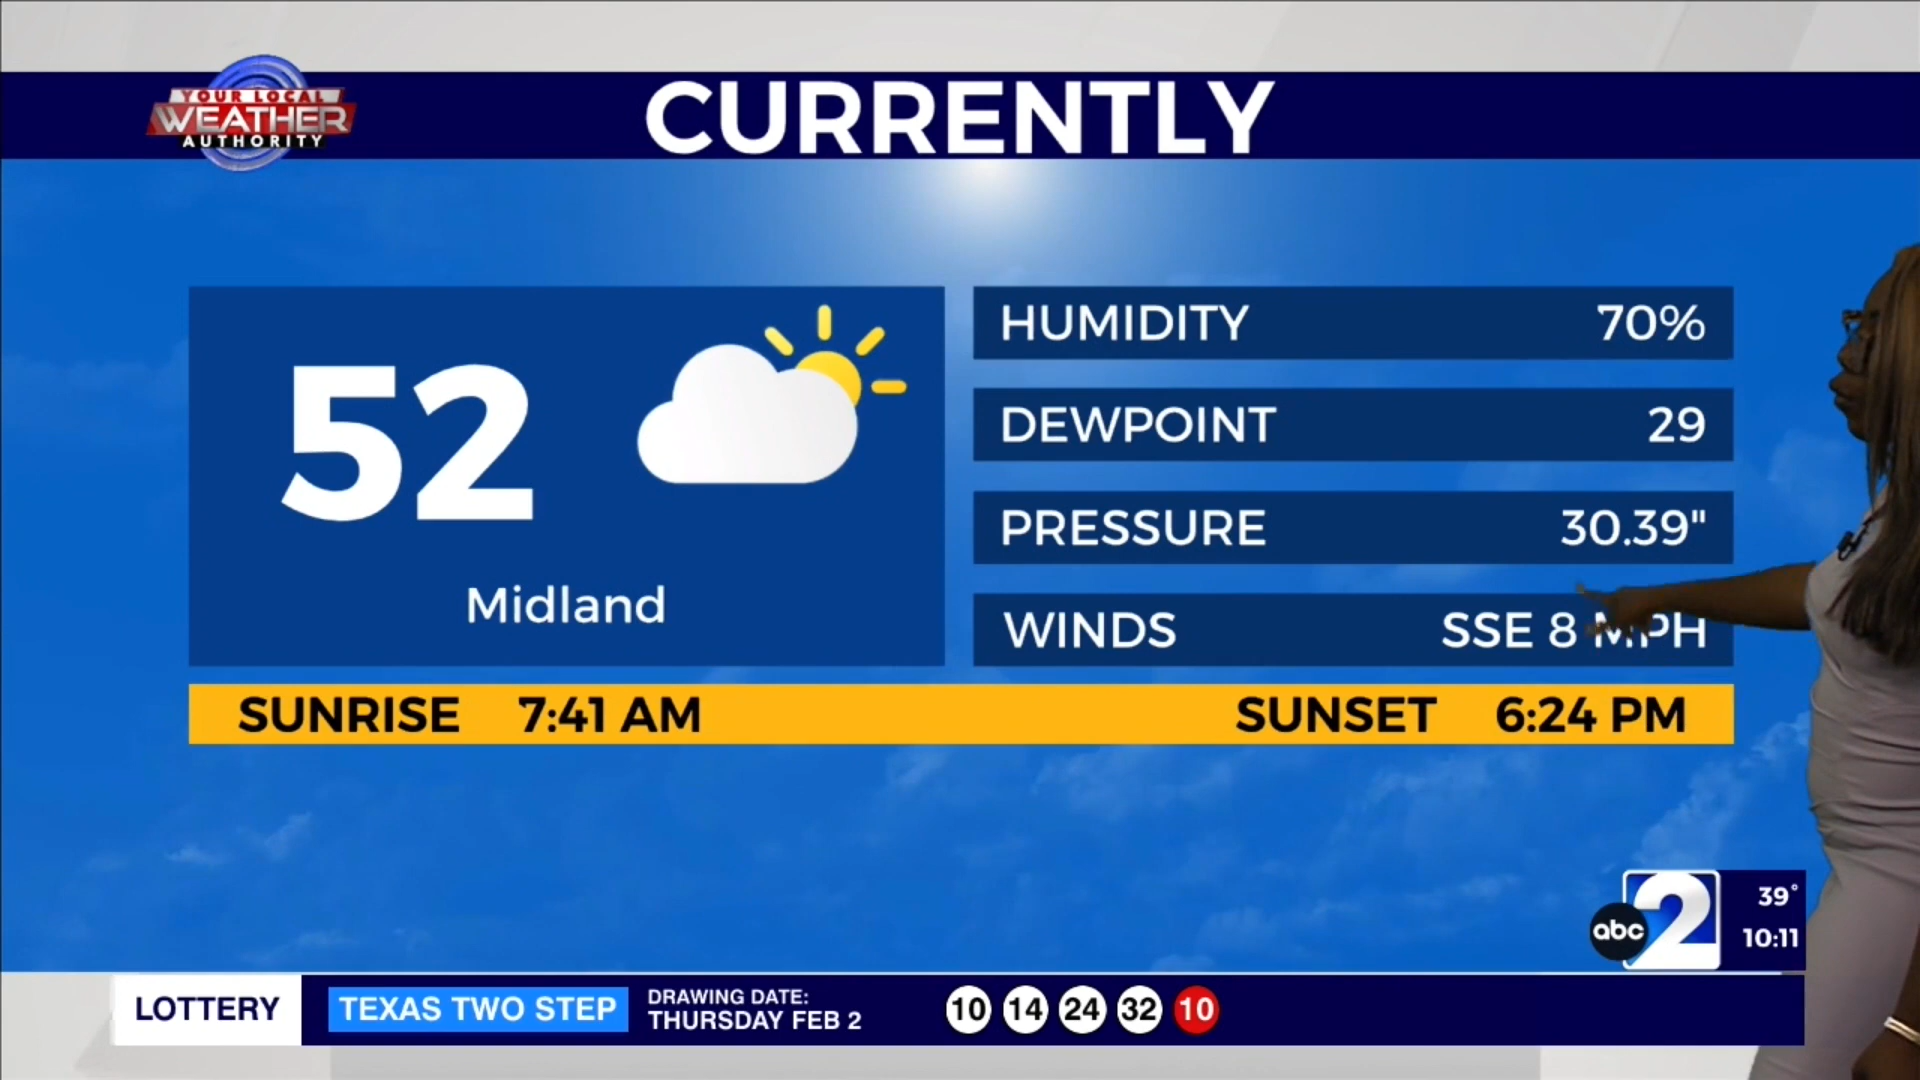 YOUR LOCAL
WEATHER
AUTHORITY
CURRENTLY
52
Midland
HUMIDITY 70%
DEWPOINT 29
PRESSURE 30.39"
WINDS SSE 8 MPH
SUNRISE 7:41 AM SUNSET 6:24 PM
abc 2
39°
10:11
LOTTERY
TEXAS TWO STEP
DRAWING DATE:
THURSDAY FEB 2
10 14 24 32 10